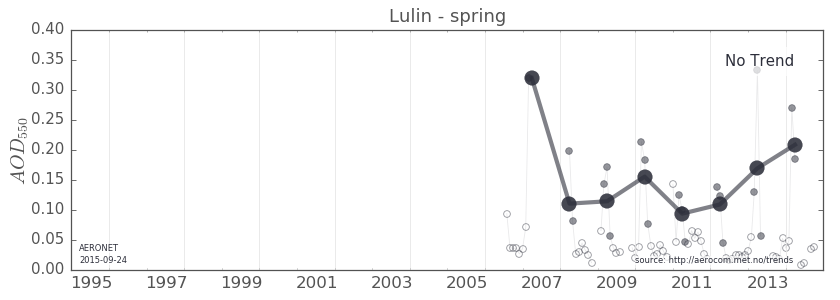 Lulin - spring
0.40
0.35
0.30
0.25
0.20
0.15
0.10
0.05
0.00
AOD550
No Trend
AERONET
2015-09-24
source: http://aerocom.met.no/trends
1995 1997 1999 2001 2003 2005 2007 2009 2011 2013